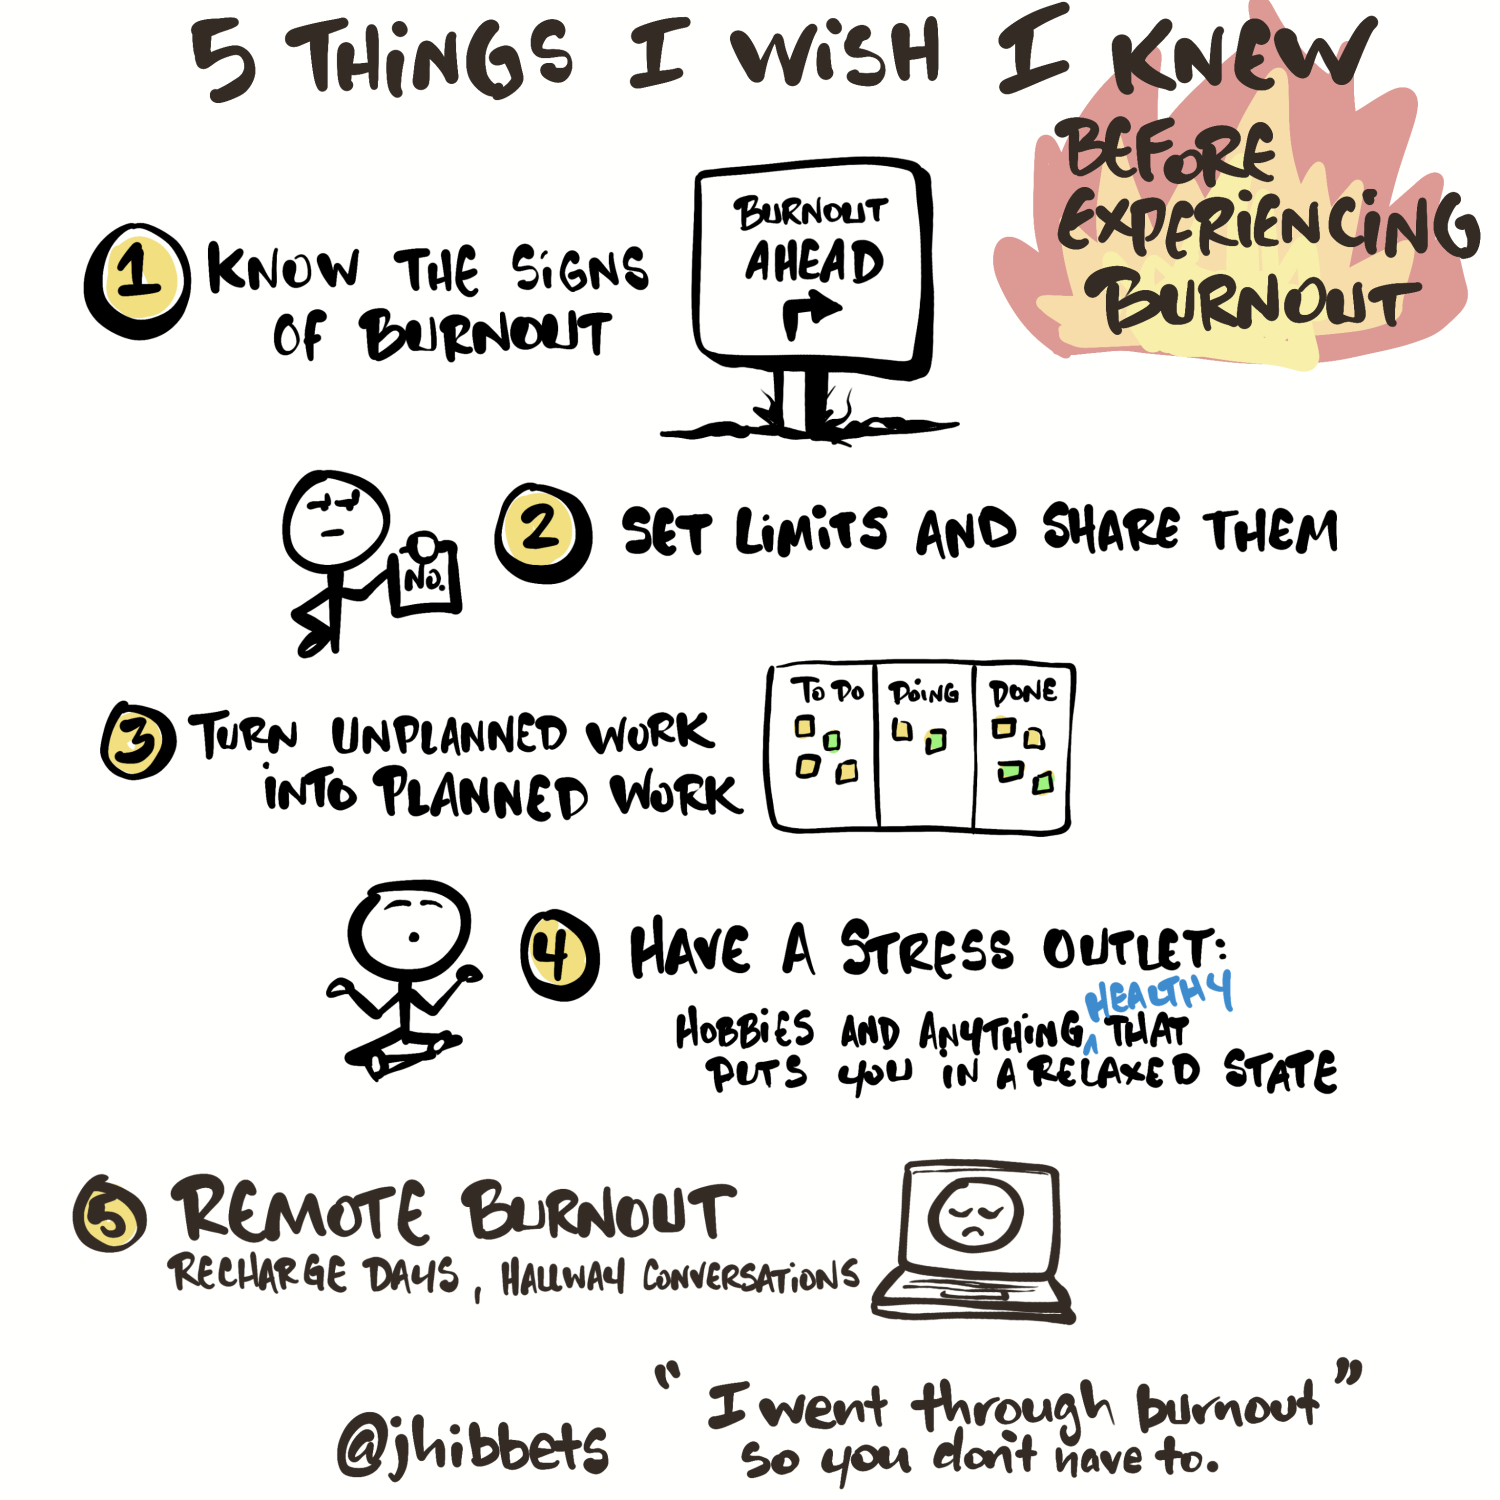 5 THINGS I WISH I KNEW
BEFORE
EXPERIENCING
BURNOUT
1 KNOW THE SIGNS
OF BURNOUT
BURNOUT
AHEAD
NO.
2 SET LIMITS AND SHARE THEM
3 TURN UNPLANNED WORK
INTO PLANNED WORK
TO DO DOING DONE
4 HAVE A STRESS OUTLET:
HEALTHY
HOBBIES AND ANYTHING ^ THAT
PUTS YOU IN A RELAXED STATE
5 REMOTE BURNOUT
RECHARGE DAYS, HALLWAY CONVERSATIONS
@jhibbets
"I went through burnout"
so you don't have to.